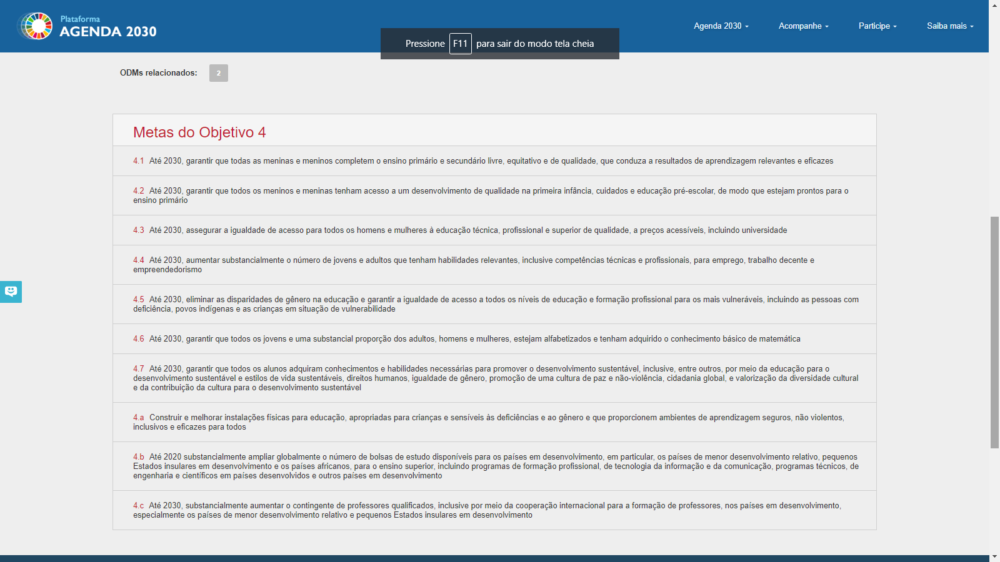 Plataforma
AGENDA 2030
Agenda 2030
Acompanhe
Participe
Saiba mais
Pressione F11 para sair do modo tela cheia
ODMs relacionados: 2
Metas do Objetivo 4
4.1 Até 2030, garantir que todas as meninas e meninos completem o ensino primário e secundário livre, equitativo e de qualidade, que conduza a resultados de aprendizagem relevantes e eficazes
4.2 Até 2030, garantir que todos os meninos e meninas tenham acesso a um desenvolvimento de qualidade na primeira infância, cuidados e educação pré-escolar, de modo que estejam prontos para o
ensino primário
4.3 Até 2030, assegurar a igualdade de acesso para todos os homens e mulheres à educação técnica, profissional e superior de qualidade, a preços acessíveis, incluindo universidade
4.4 Até 2030, aumentar substancialmente o número de jovens e adultos que tenham habilidades relevantes, inclusive competências técnicas e profissionais, para emprego, trabalho decente e
empreendedorismo
4.5 Até 2030, eliminar as disparidades de gênero na educação e garantir a igualdade de acesso a todos os níveis de educação e formação profissional para os mais vulneráveis, incluindo as pessoas com
deficiência, povos indígenas e as crianças em situação de vulnerabilidade
4.6 Até 2030, garantir que todos os jovens e uma substancial proporção dos adultos, homens e mulheres, estejam alfabetizados e tenham adquirido o conhecimento básico de matemática
4.7 Até 2030, garantir que todos os alunos adquiram conhecimentos e habilidades necessárias para promover o desenvolvimento sustentável, inclusive, entre outros, por meio da educação para o
desenvolvimento sustentável e estilos de vida sustentáveis, direitos humanos, igualdade de gênero, promoção de uma cultura de paz e não-violência, cidadania global, e valorização da diversidade cultural
e da contribuição da cultura para o desenvolvimento sustentável
4.a Construir e melhorar instalações físicas para educação, apropriadas para crianças e sensíveis às deficiências e ao gênero e que proporcionem ambientes de aprendizagem seguros, não violentos,
inclusivos e eficazes para todos
4.b Até 2020 substancialmente ampliar globalmente o número de bolsas de estudo disponíveis para os países em desenvolvimento, em particular, os países de menor desenvolvimento relativo, pequenos
Estados insulares em desenvolvimento e os países africanos, para o ensino superior, incluindo programas de formação profissional, de tecnologia da informação e da comunicação, programas técnicos, de
engenharia e científicos em países desenvolvidos e outros países em desenvolvimento
4.c Até 2030, substancialmente aumentar o contingente de professores qualificados, inclusive por meio da cooperação internacional para a formação de professores, nos países em desenvolvimento,
especialmente os países de menor desenvolvimento relativo e pequenos Estados insulares em desenvolvimento